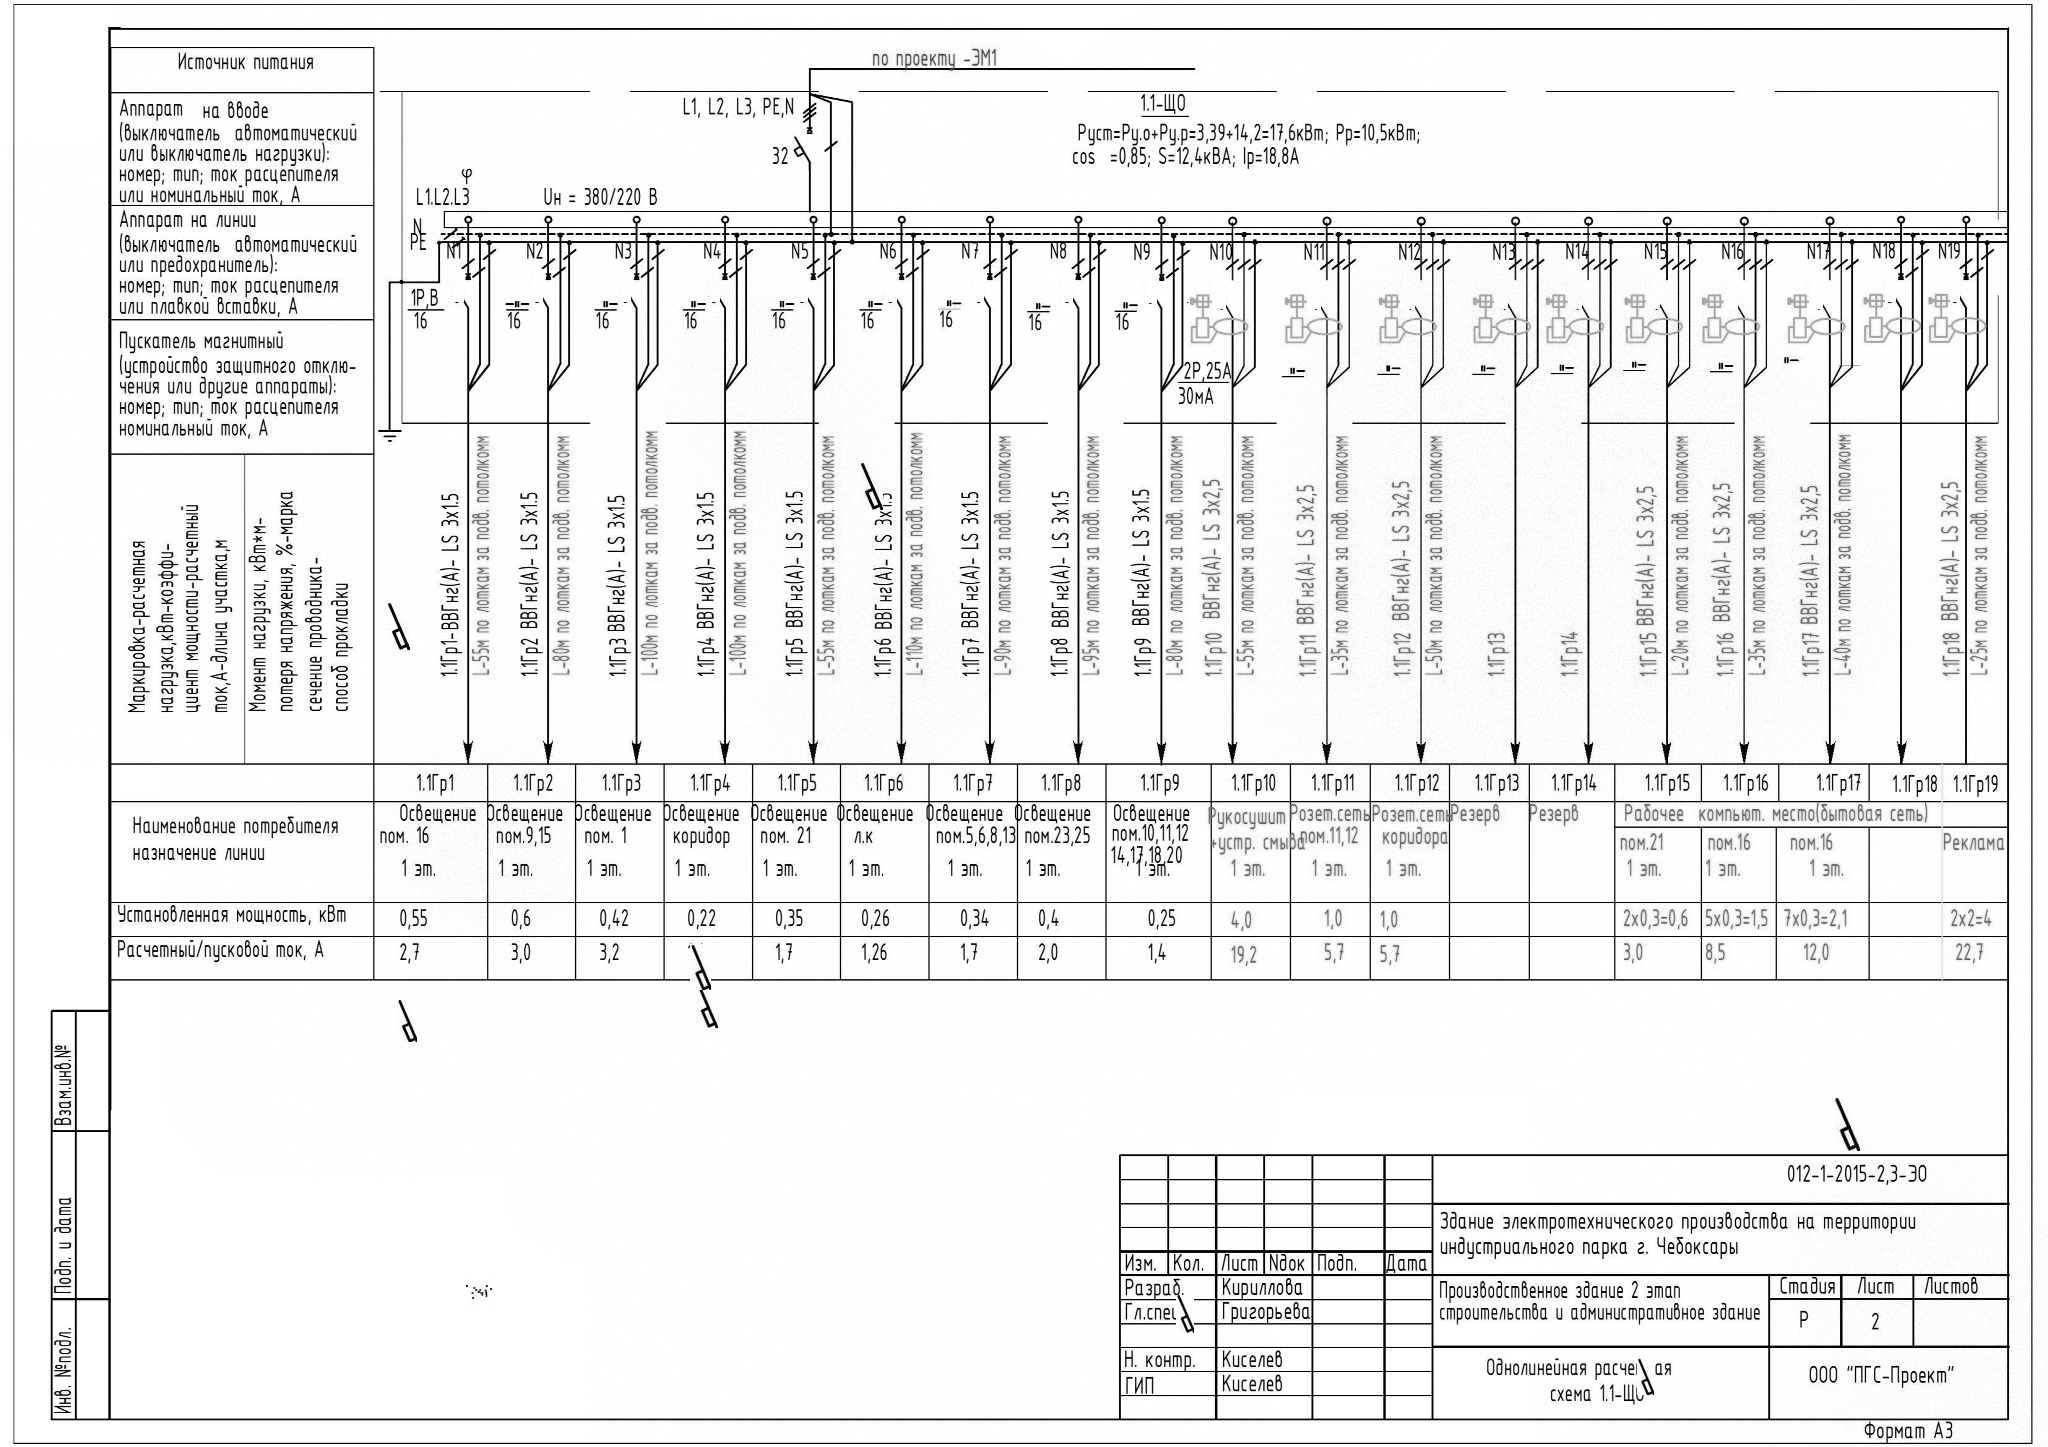 Источник питания
Аппарат на вводе
(выключатель автоматический
или выключатель нагрузки):
номер; тип; ток расцепителя
или номинальный ток, А
Аппарат на линии
(выключатель автоматический
или предохранитель):
номер; тип; ток расцепителя
или плавкой вставки, А
Пускатель магнитный
(устройство защитного отклю-
чения или другие аппараты):
номер; тип; ток расцепителя
номинальный ток, А
Маркировка-расчетная
нагрузка,кВт-коэффи-
циент мощности-расчетный
ток,А-длина участка,м
Момент нагрузки, кВт*м-
потеря напряжения, %-марка
сечение проводника-
способ прокладки
по проекту -ЭМ1
L1, L2, L3, PE,N
32
1.1-ЩО
Руст=Ру.о+Ру.р=3,39+14,2=17,6кВт; Рр=10,5кВт;
cos =0,85; S=12,4кВА; Iр=18,8А
φ
L1.L2.L3
Uн = 380/220 В
N
PE
N1 N2 N3 N4 N5 N6 N7 N8 N9 N10 N11 N12 N13 N14 N15 N16 N17 N18 N19
1Р,В
16
-"-
16
-"-
16
-"-
16
-"-
16
-"-
16
-"-
16
-"-
16
-"-
16
2Р,25А
30мА
-"- -"- -"- -"- -"- -"- -"-
1.1Гр1-ВВГнг(А)- LS 3х1.5
L-55м по лоткам за подв. потолкомм
1.1Гр2 ВВГнг(А)- LS 3х1.5
L-80м по лоткам за подв. потолкомм
1.1Гр3 ВВГнг(А)- LS 3х1.5
L-100м по лоткам за подв. потолкомм
1.1Гр4 ВВГнг(А)- LS 3х1.5
L-100м по лоткам за подв. потолкомм
1.1Гр5 ВВГнг(А)- LS 3х1.5
L-55м по лоткам за подв. потолкомм
1.1Гр6 ВВГнг(А)- LS 3х1.5
L-110м по лоткам за подв. потолкомм
1.1Гр7 ВВГнг(А)- LS 3х1.5
L-90м по лоткам за подв. потолкомм
1.1Гр8 ВВГнг(А)- LS 3х1.5
L-95м по лоткам за подв. потолкомм
1.1Гр9 ВВГнг(А)- LS 3х1.5
L-80м по лоткам за подв. потолкомм
1.1Гр10 ВВГнг(А)- LS 3х2,5
L-55м по лоткам за подв. потолкомм
1.1Гр11 ВВГнг(А)- LS 3х2,5
L-35м по лоткам за подв. потолкомм
1.1Гр12 ВВГнг(А)- LS 3х2,5
L-50м по лоткам за подв. потолкомм
1.1Гр13
1.1Гр14
1.1Гр15 ВВГнг(А)- LS 3х2,5
L-20м по лоткам за подв. потолкомм
1.1Гр16 ВВГнг(А)- LS 3х2,5
L-35м по лоткам за подв. потолкомм
1.1Гр17 ВВГнг(А)- LS 3х2,5
L-40м по лоткам за подв. потолкомм
1.1Гр18 ВВГнг(А)- LS 3х2,5
L-25м по лоткам за подв. потолкомм
1.1Гр1 1.1Гр2 1.1Гр3 1.1Гр4 1.1Гр5 1.1Гр6 1.1Гр7 1.1Гр8 1.1Гр9 1.1Гр10 1.1Гр11 1.1Гр12 1.1Гр13 1.1Гр14 1.1Гр15 1.1Гр16 1.1Гр17 1.1Гр18 1.1Гр19
Наименование потребителя
назначение линии
Освещение
пом. 16
1 эт.
Освещение
пом.9,15
1 эт.
Освещение
пом. 1
1 эт.
Освещение
коридор
1 эт.
Освещение
пом. 21
1 эт.
Освещение
л.к
1 эт.
Освещение
пом.5,6,8,13
1 эт.
Освещение
пом.23,25
1 эт.
Освещение
пом.10,11,12
14,17,18,20
1 эт.
Рукосушит
+устр. смыва
1 эт.
Розет.сеть
пом.11,12
1 эт.
Розет.сеть
коридора
1 эт.
Резерв
Резерв
Рабочее компьют. место(бытовая сеть)
пом.21
1 эт.
пом.16
1 эт.
пом.16
1 эт.
Реклама
Установленная мощность, кВт
0,55 0,6 0,42 0,22 0,35 0,26 0,34 0,4 0,25 4,0 1,0 1,0 2х0,3=0,6 5х0,3=1,5 7х0,3=2,1 2х2=4
Расчетный/пусковой ток, А
2,7 3,0 3,2 1,7 1,26 1,7 2,0 1,4 19,2 5,7 5,7 3,0 8,5 12,0 22,7
Взам.инв.№
Подп. и дата
Инв. №подл.
012-1-2015-2,3-ЭО
Здание электротехнического производства на территории
индустриального парка г. Чебоксары
Изм. Кол. Лист Nдок Подп. Дата
Разраб. Кириллова
Гл.спец Григорьева
Н. контр. Киселев
ГИП Киселев
Производственное здание 2 этап
строительства и административное здание
Стадия Лист Листов
Р 2
Однолинейная расче ая
схема 1.1-ЩО
ООО "ПГС-Проект"
Формат А3